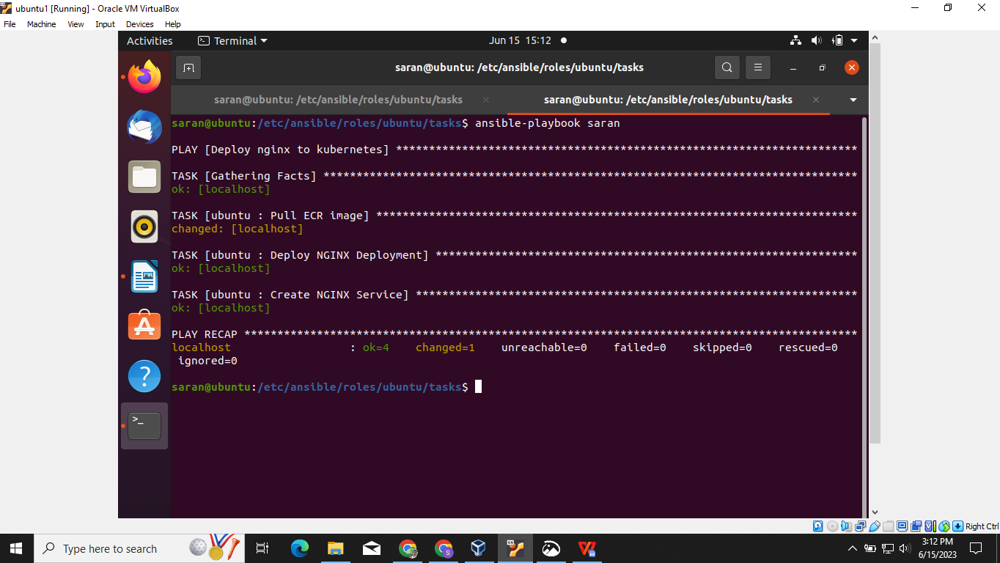 ubuntu1 [Running] - Oracle VM VirtualBox
File Machine View Input Devices Help
Activities Terminal Jun 15 15:12
saran@ubuntu: /etc/ansible/roles/ubuntu/tasks
saran@ubuntu: /etc/ansible/roles/ubuntu/tasks saran@ubuntu: /etc/ansible/roles/ubuntu/tasks
saran@ubuntu:/etc/ansible/roles/ubuntu/tasks$ ansible-playbook saran
PLAY [Deploy nginx to kubernetes] **********************************************************************
TASK [Gathering Facts] *********************************************************************************
ok: [localhost]
TASK [ubuntu : Pull ECR image] *************************************************************************
changed: [localhost]
TASK [ubuntu : Deploy NGINX Deployment] ****************************************************************
ok: [localhost]
TASK [ubuntu : Create NGINX Service] *******************************************************************
ok: [localhost]
PLAY RECAP *********************************************************************************************
localhost : ok=4 changed=1 unreachable=0 failed=0 skipped=0 rescued=0
ignored=0
saran@ubuntu:/etc/ansible/roles/ubuntu/tasks$
Right Ctrl
Type here to search
3:12 PM
6/15/2023